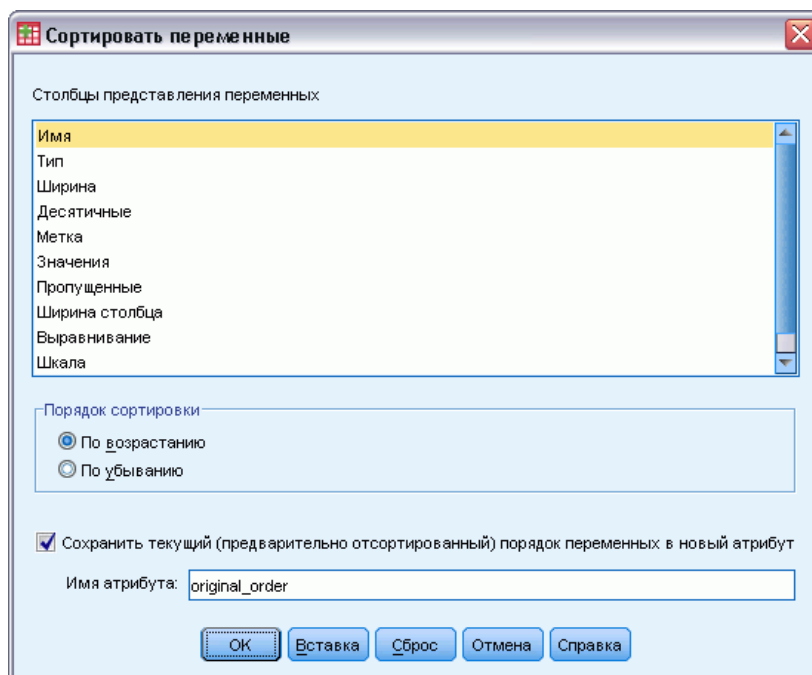 Сортировать переменные
Столбцы представления переменных
Имя
Тип
Ширина
Десятичные
Метка
Значения
Пропущенные
Ширина столбца
Выравнивание
Шкала
Порядок сортировки
По возрастанию
По убыванию
Сохранить текущий (предварительно отсортированный) порядок переменных в новый атрибут
Имя атрибута: original_order
OK Вставка Сброс Отмена Справка